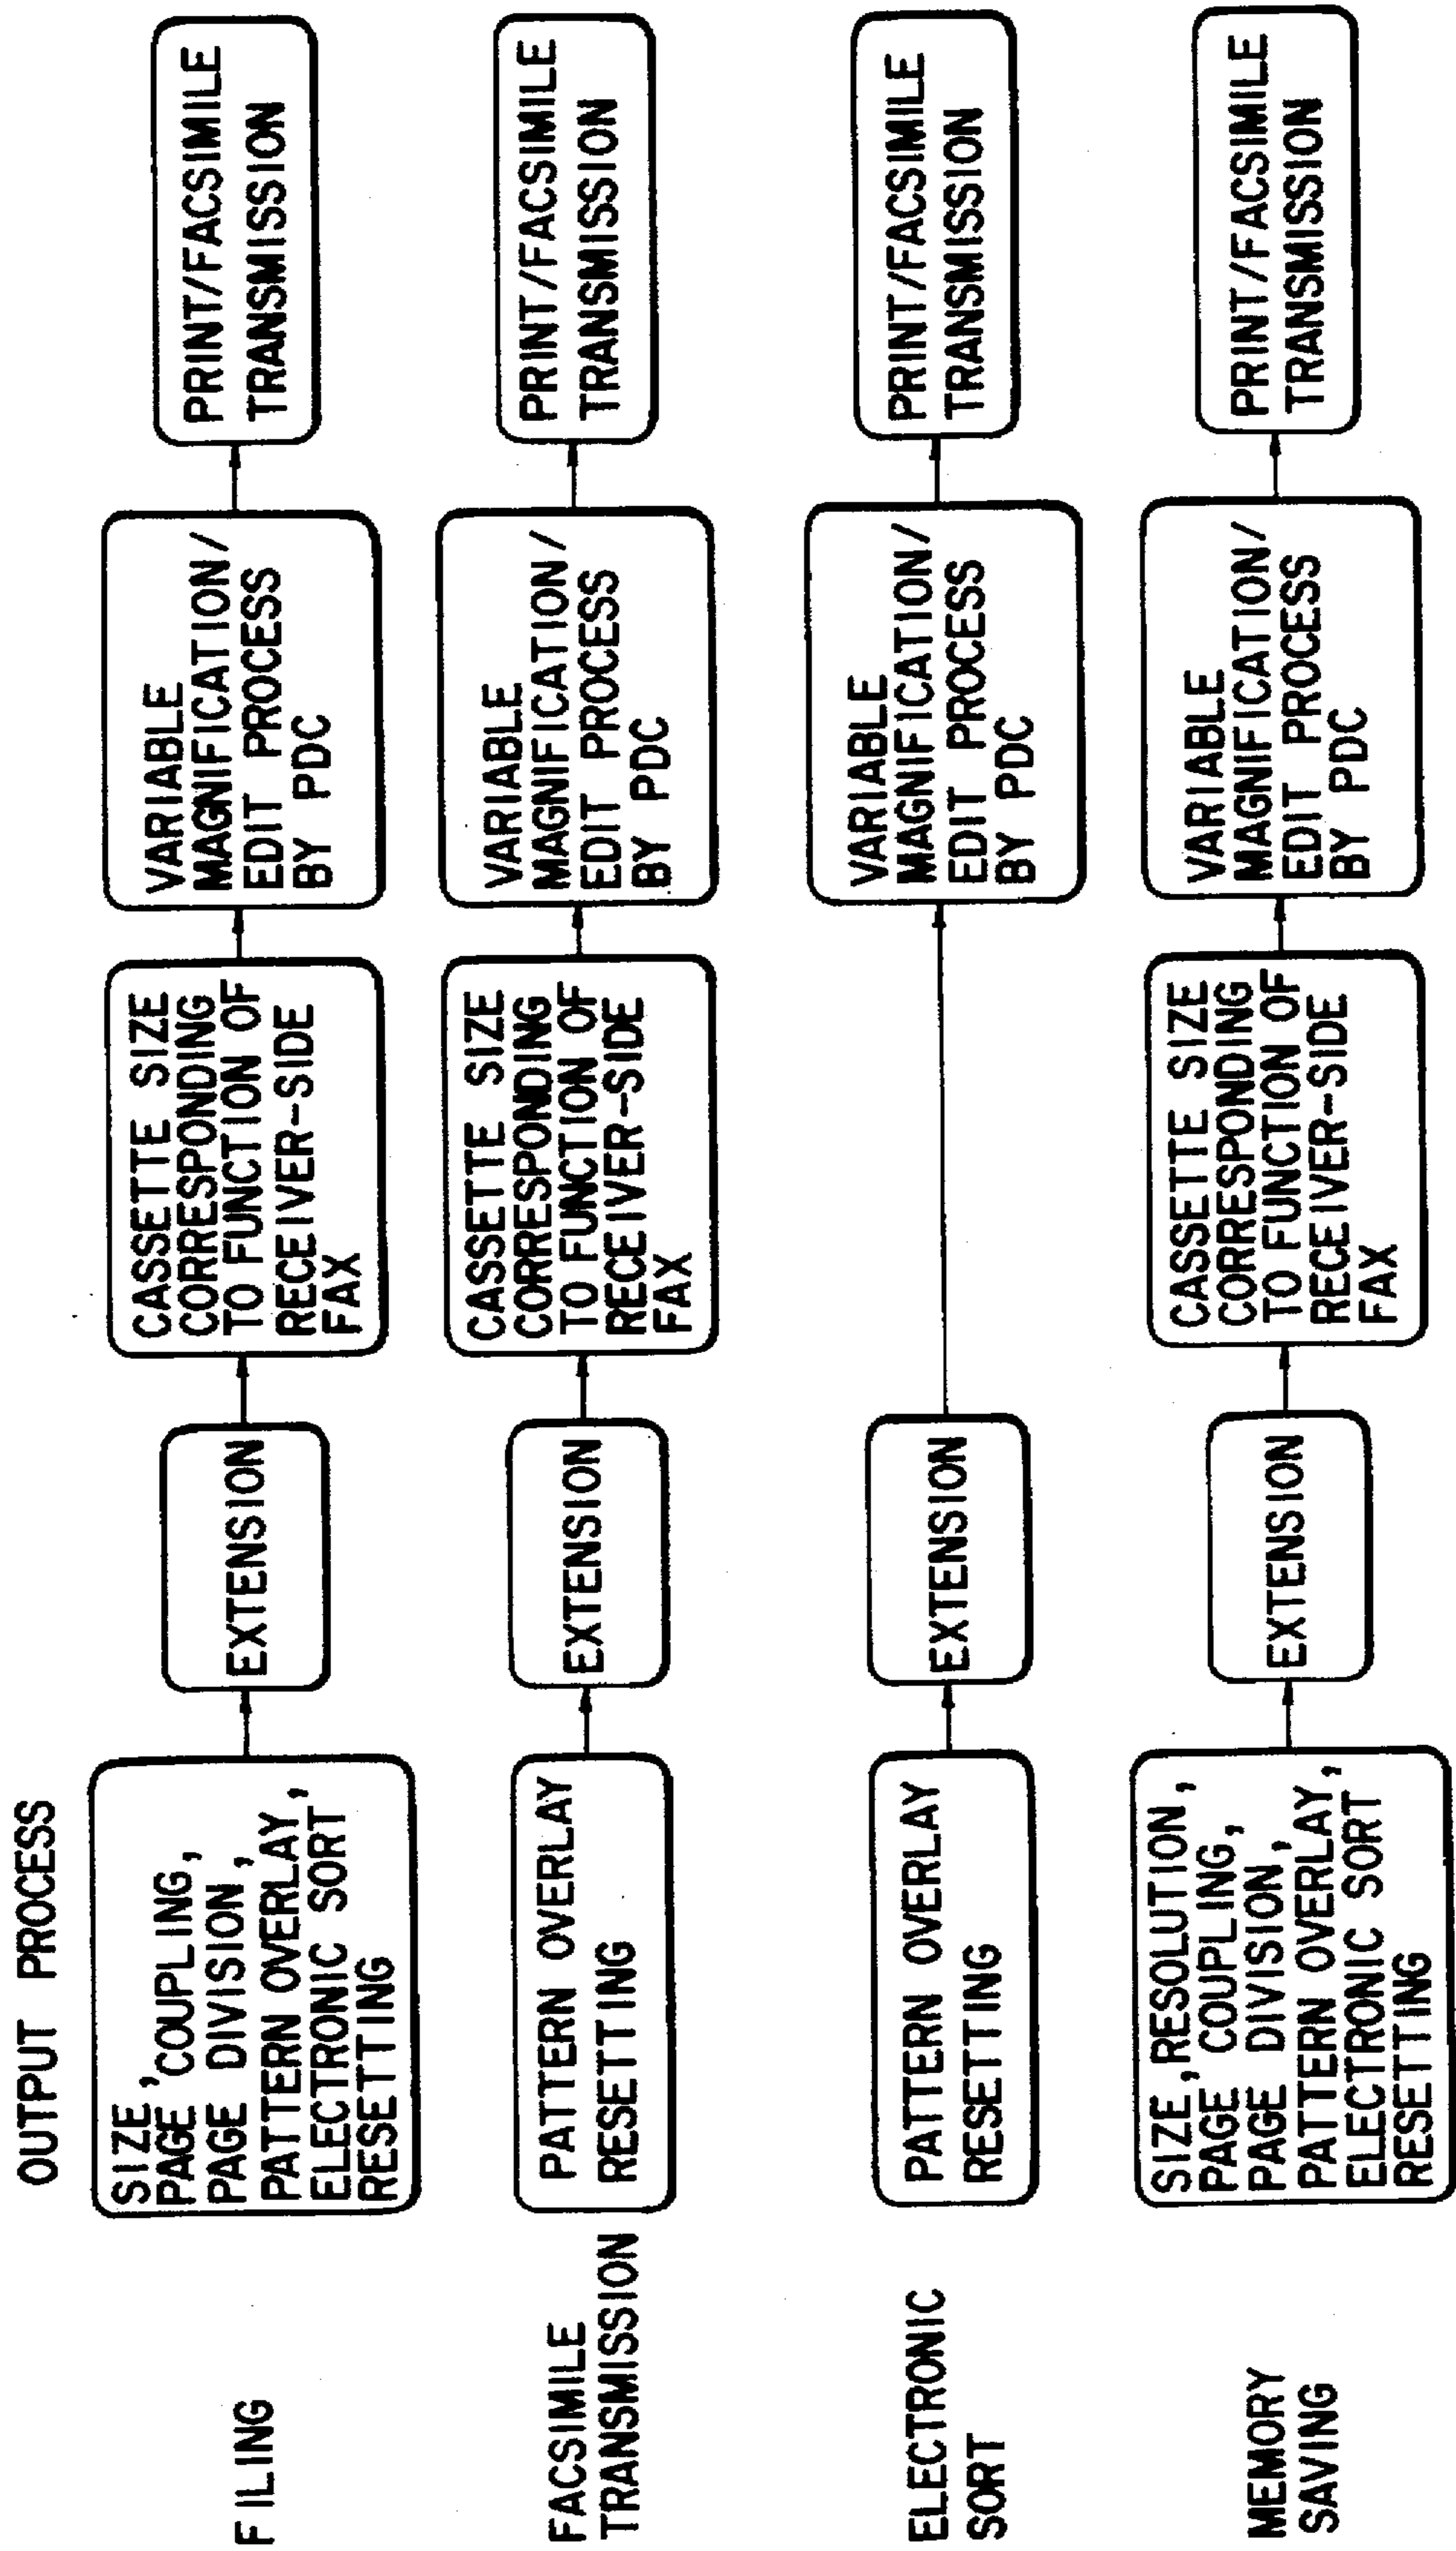 OUTPUT PROCESS
FILING
SIZE,
PAGE COUPLING,
PAGE DIVISION,
PATTERN OVERLAY,
ELECTRONIC SORT
RESETTING
EXTENSION
CASSETTE SIZE
CORRESPONDING
TO FUNCTION OF
RECEIVER-SIDE
FAX
VARIABLE
MAGNIFICATION/
EDIT PROCESS
BY PDC
PRINT/FACSIMILE
TRANSMISSION
FACSIMILE
TRANSMISSION
PATTERN OVERLAY
RESETTING
EXTENSION
CASSETTE SIZE
CORRESPONDING
TO FUNCTION OF
RECEIVER-SIDE
FAX
VARIABLE
MAGNIFICATION/
EDIT PROCESS
BY PDC
PRINT/FACSIMILE
TRANSMISSION
ELECTRONIC
SORT
PATTERN OVERLAY
RESETTING
EXTENSION
VARIABLE
MAGNIFICATION/
EDIT PROCESS
BY PDC
PRINT/FACSIMILE
TRANSMISSION
MEMORY
SAVING
SIZE, RESOLUTION,
PAGE COUPLING,
PAGE DIVISION,
PATTERN OVERLAY,
ELECTRONIC SORT
RESETTING
EXTENSION
CASSETTE SIZE
CORRESPONDING
TO FUNCTION OF
RECEIVER-SIDE
FAX
VARIABLE
MAGNIFICATION/
EDIT PROCESS
BY PDC
PRINT/FACSIMILE
TRANSMISSION